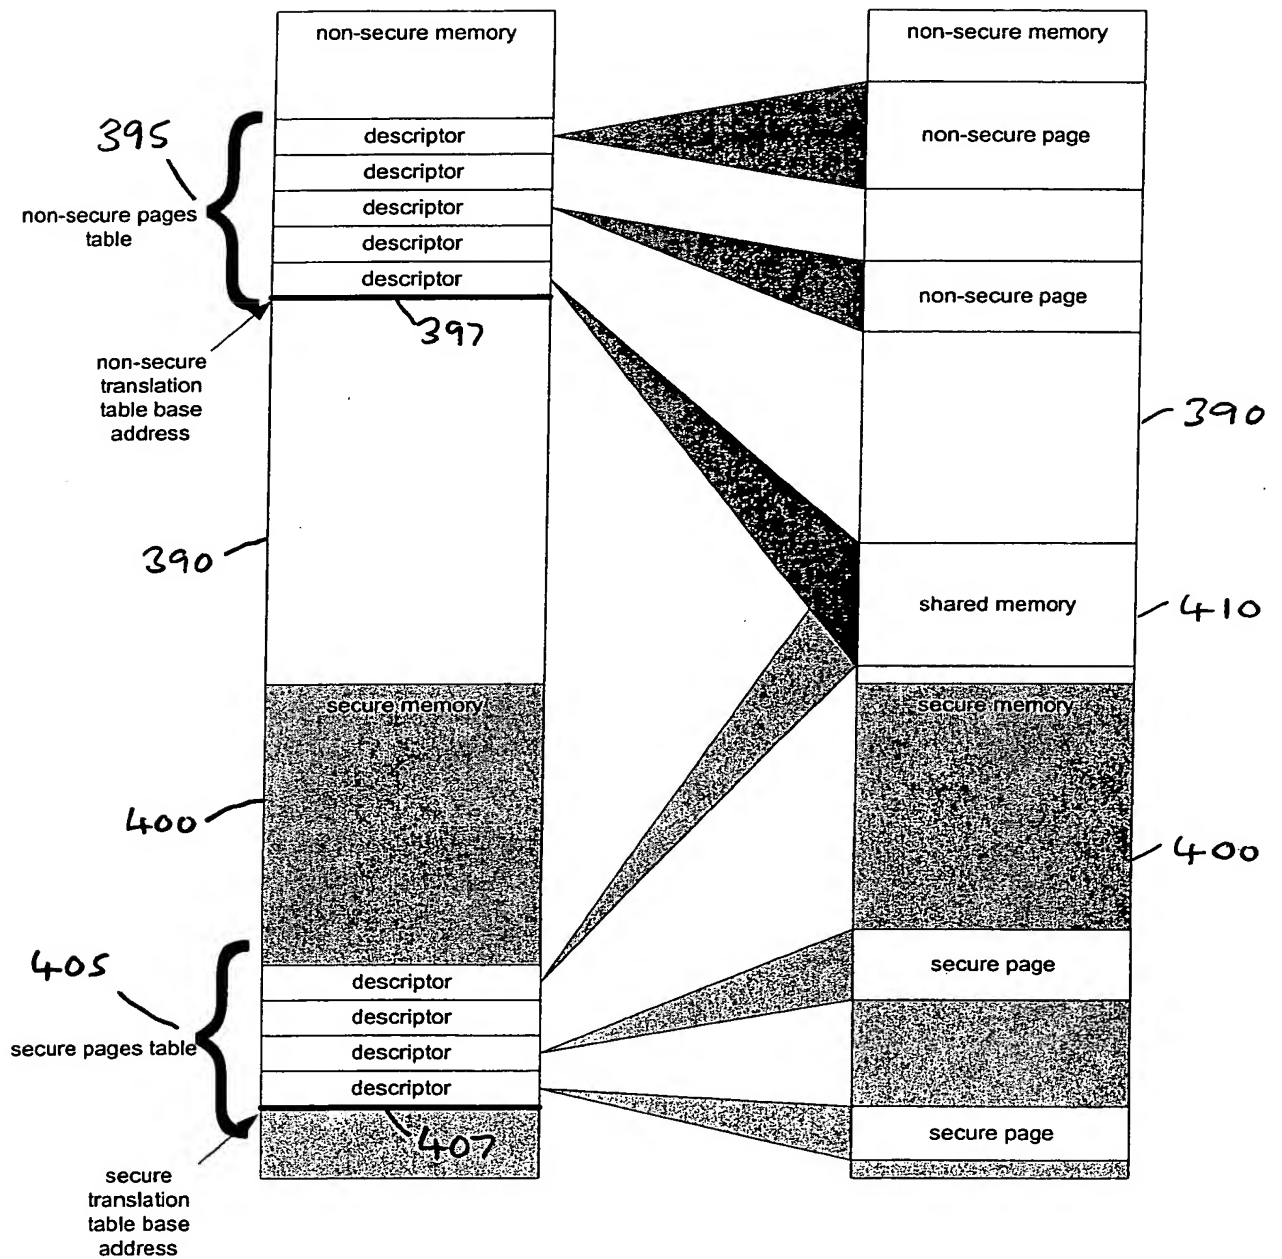 non-secure memory
non-secure memory
395
descriptor
non-secure page
descriptor
non-secure pages
table
descriptor
descriptor
descriptor
non-secure page
397
non-secure
translation
table base
address
390
390
shared memory
410
secure memory
secure memory
400
400
405
secure page
descriptor
descriptor
secure pages table
descriptor
descriptor
secure page
407
secure
translation
table base
address